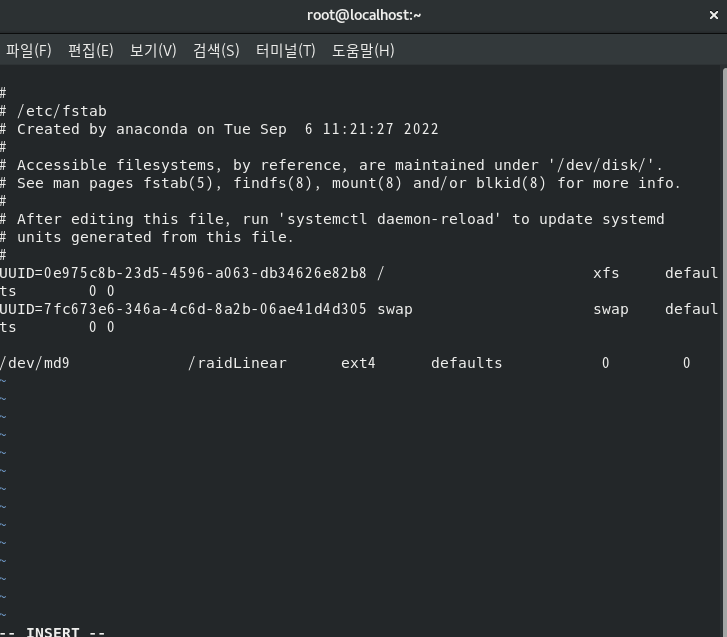 root@localhost:~ ×
파일(F) 편집(E) 보기(V) 검색(S) 터미널(T) 도움말(H)
#
# /etc/fstab
# Created by anaconda on Tue Sep  6 11:21:27 2022
#
# Accessible filesystems, by reference, are maintained under '/dev/disk/'.
# See man pages fstab(5), findfs(8), mount(8) and/or blkid(8) for more info.
#
# After editing this file, run 'systemctl daemon-reload' to update systemd
# units generated from this file.
#
UUID=0e975c8b-23d5-4596-a063-db34626e82b8 /                       xfs     defaul
ts        0 0
UUID=7fc673e6-346a-4c6d-8a2b-06ae41d4d305 swap                    swap    defaul
ts        0 0
/dev/md9             /raidLinear      ext4      defaults           0        0
~
~
~
~
~
~
~
~
~
~
~
~
~
~
-- INSERT --